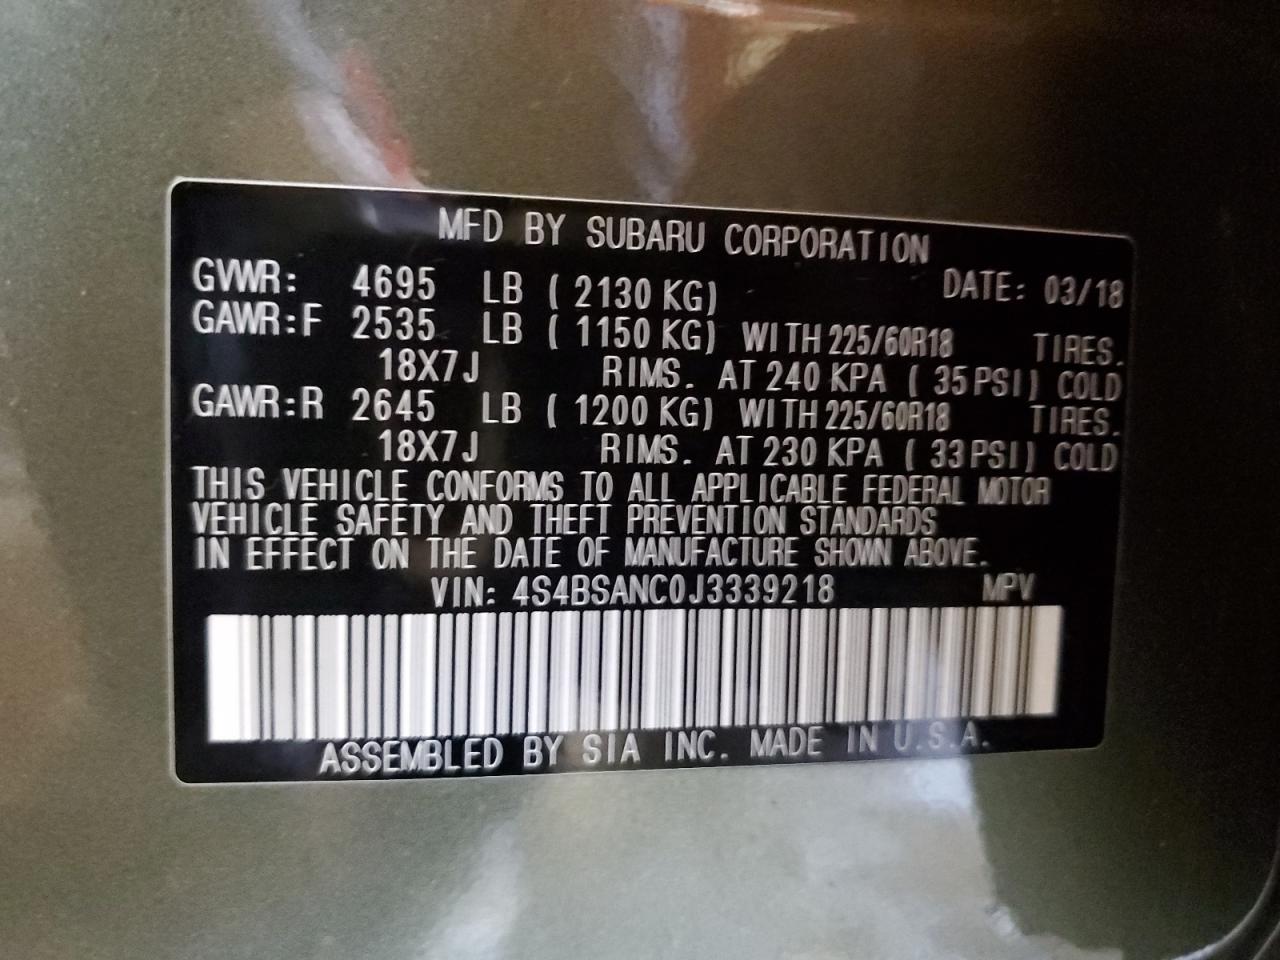 MFD BY SUBARU CORPORATION
GVWR: 4695 LB ( 2130 KG) DATE: 03/18
GAWR:F 2535 LB ( 1150 KG) WITH 225/60R18 TIRES.
18X7J RIMS. AT 240 KPA ( 35 PSI) COLD
GAWR:R 2645 LB ( 1200 KG) WITH 225/60R18 TIRES.
18X7J RIMS. AT 230 KPA ( 33 PSI) COLD
THIS VEHICLE CONFORMS TO ALL APPLICABLE FEDERAL MOTOR
VEHICLE SAFETY AND THEFT PREVENTION STANDARDS
IN EFFECT ON THE DATE OF MANUFACTURE SHOWN ABOVE.
VIN: 4S4BSANC0J3339218 MPV
ASSEMBLED BY SIA INC. MADE IN U.S.A.